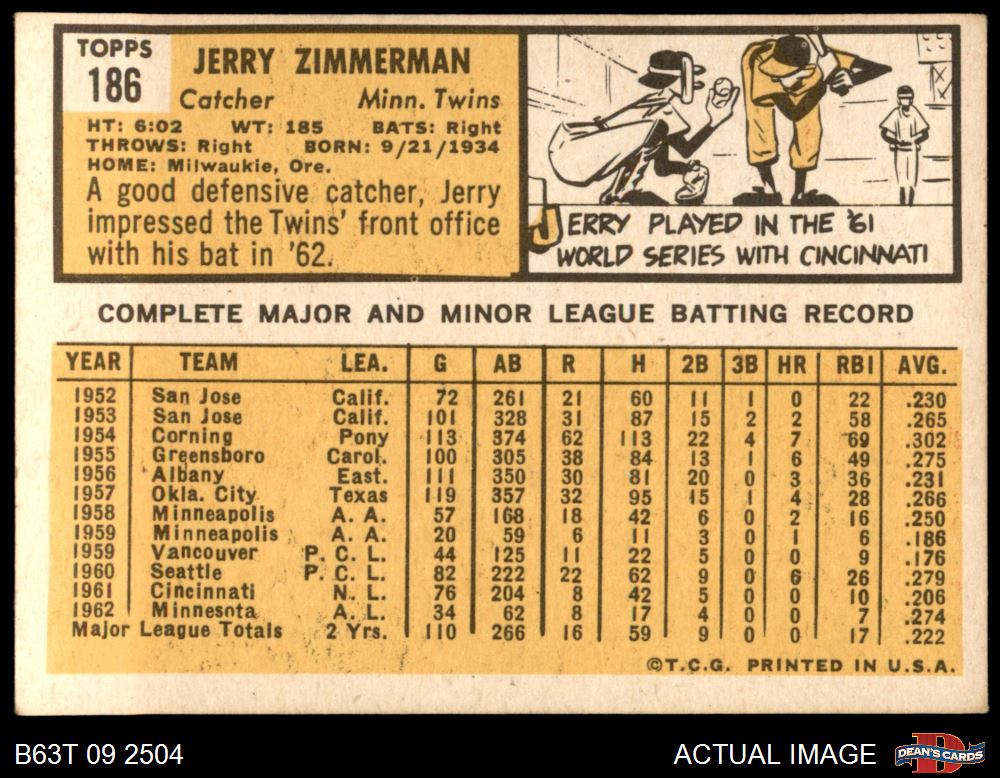 TOPPS
186
JERRY ZIMMERMAN
Catcher Minn. Twins
HT: 6:02 WT: 185 BATS: Right
THROWS: Right BORN: 9/21/1934
HOME: Milwaukie, Ore.
A good defensive catcher, Jerry
impressed the Twins' front office
with his bat in '62.
JERRY PLAYED IN THE '61
WORLD SERIES WITH CINCINNATI
COMPLETE MAJOR AND MINOR LEAGUE BATTING RECORD
YEAR TEAM LEA. G AB R H 2B 3B HR RBI AVG.
1952 San Jose Calif. 72 261 21 60 11 1 0 22 .230
1953 San Jose Calif. 101 328 31 87 15 2 2 58 .265
1954 Corning Pony 113 374 62 113 22 4 7 69 .302
1955 Greensboro Carol. 100 305 38 84 13 1 6 49 .275
1956 Albany East. 111 350 30 81 20 0 3 36 .231
1957 Okla. City Texas 119 357 32 95 15 1 4 28 .266
1958 Minneapolis A. A. 57 168 18 42 6 0 2 16 .250
1959 Minneapolis A. A. 20 59 6 11 3 0 1 6 .186
1959 Vancouver P. C. L. 44 125 11 22 5 0 0 9 .176
1960 Seattle P. C. L. 82 222 22 62 9 0 6 26 .279
1961 Cincinnati N. L. 76 204 8 42 5 0 0 10 .206
1962 Minnesota A. L. 34 62 8 17 4 0 0 7 .274
Major League Totals 2 Yrs. 110 266 16 59 9 0 0 17 .222
©T.C.G. PRINTED IN U.S.A.
B63T 09 2504 ACTUAL IMAGE DEAN'S CARDS